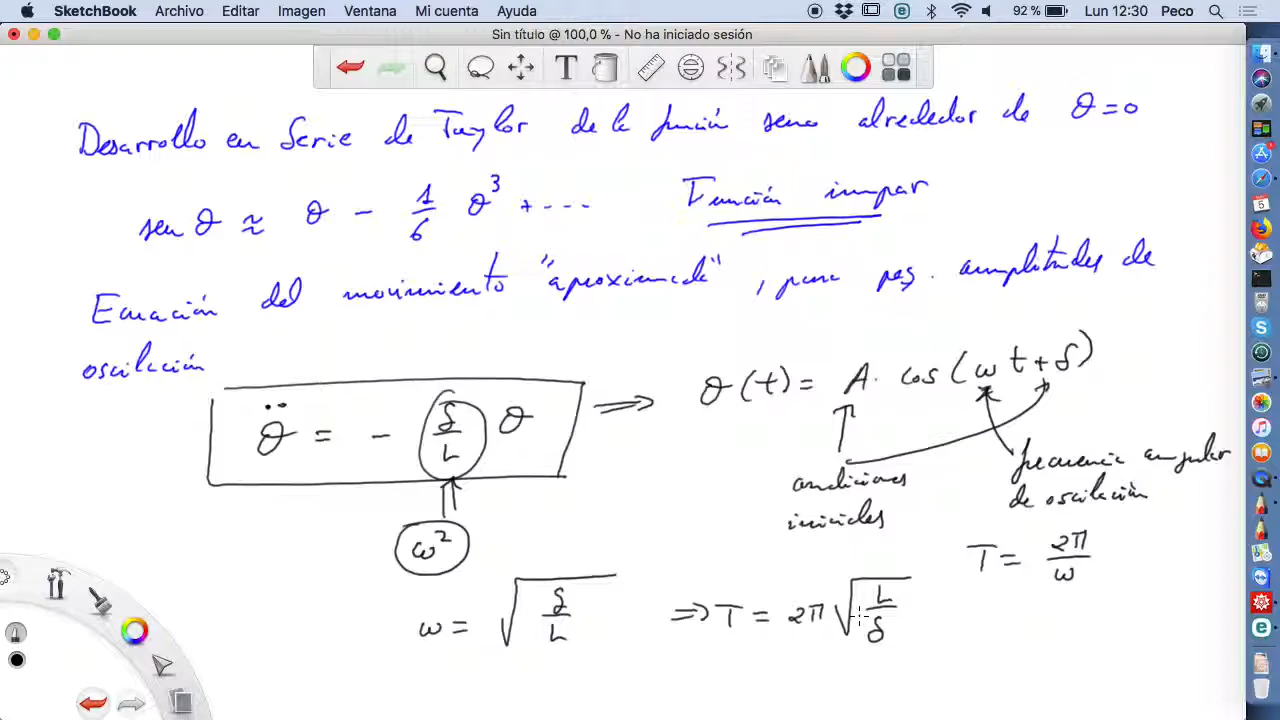 SketchBook Archivo Editar Imagen Ventana Mi cuenta Ayuda 92 % Lun 12:30 Peco
Sin título @ 100,0 % - No ha iniciado sesión
Desarrollo en Serie de Taylor de la función seno alrededor de θ=0
sen θ ≈ θ - 1/6 θ³ + ... Función impar
Ecuación del movimiento "aproximada", para peq. amplitudes de
oscilación
θ(t) = A · cos(ωt+δ)
θ̈ = - g/L θ ⇒
condiciones
iniciales
frecuencia angular
de oscilación
ω²
T = 2π/ω
ω = √(g/L) ⇒ T = 2π √(L/g)